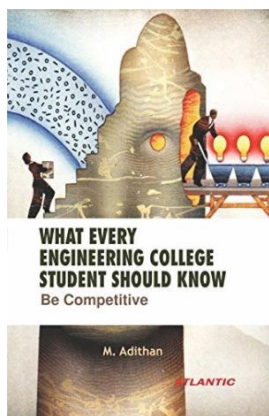 WHAT EVERY
ENGINEERING COLLEGE
STUDENT SHOULD KNOW
Be Competitive
M. Adithan
ATLANTIC